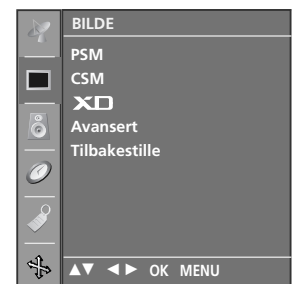 BILDE
PSM
CSM
XD
Avansert
Tilbakestille
▲▼ ◀ ▶ OK MENU